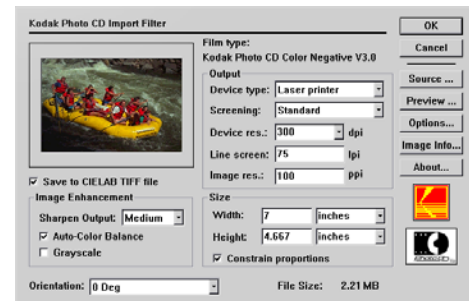 Kodak Photo CD Import Filter
Film type:
Kodak Photo CD Color Negative V3.0
Output
Device type: Laser printer
Screening: Standard
Device res.: 300 dpi
Line screen: 75 lpi
Image res.: 100 ppi
Save to CIELAB TIFF file
Image Enhancement
Sharpen Output: Medium
Auto-Color Balance
Grayscale
Size
Width: 7 inches
Height: 4.667 inches
Constrain proportions
Orientation: 0 Deg
File Size: 2.21 MB
OK
Cancel
Source ...
Preview ...
Options...
Image Info...
About...